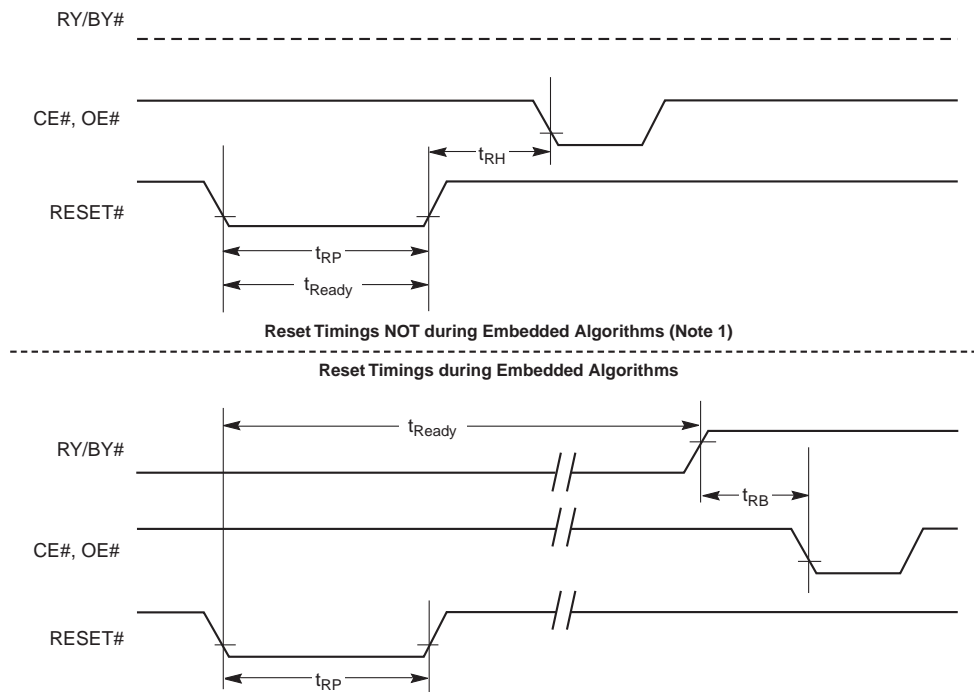 RY/BY#
CE#, OE#
tRH
RESET#
tRP
tReady
Reset Timings NOT during Embedded Algorithms (Note 1)
Reset Timings during Embedded Algorithms
tReady
RY/BY#
tRB
CE#, OE#
RESET#
tRP